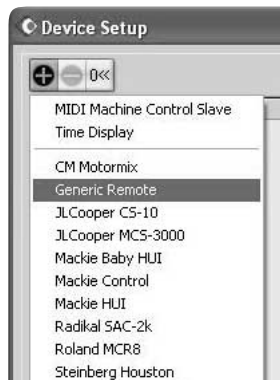 Device Setup
0«
MIDI Machine Control Slave
Time Display
CM Motormix
Generic Remote
JLCooper CS-10
JLCooper MCS-3000
Mackie Baby HUI
Mackie Control
Mackie HUI
Radikal SAC-2k
Roland MCR8
Steinberg Houston